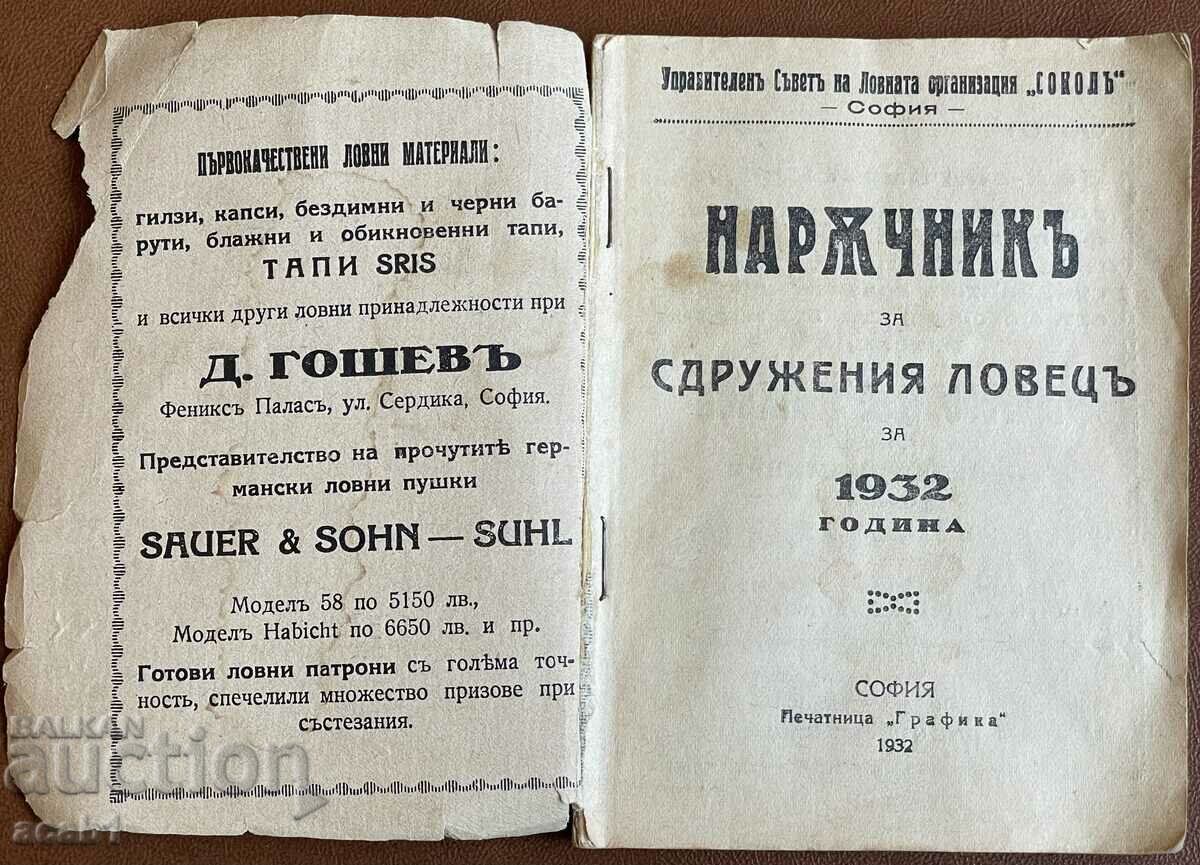 ПЪРВОКАЧЕСТВЕНИ ЛОВНИ МАТЕРИАЛИ:
гилзи, капси, бездимни и черни ба-
рути, блажни и обикновенни тапи,
ТАПИ SRIS
и всички други ловни принадлежности при
Д. ГОШЕВЪ
Фениксъ Паласъ, ул. Сердика, София.
Представителство на прочутитѣ гер-
мански ловни пушки
SAUER & SOHN — SUHL
Моделъ 58 по 5150 лв.,
Моделъ Habicht по 6650 лв. и пр.
Готови ловни патрони съ голѣма точ-
ность, спечелили множество призове при
състезания.
Управителенъ Съветъ на Ловната организация „СОКОЛЪ“
— София —
НАРѪЧНИКЪ
ЗА
СДРУЖЕНИЯ ЛОВЕЦЪ
ЗА
1932
ГОДИНА
СОФИЯ
Печатница „Графика“
1932
BALKAN
auction
acab1